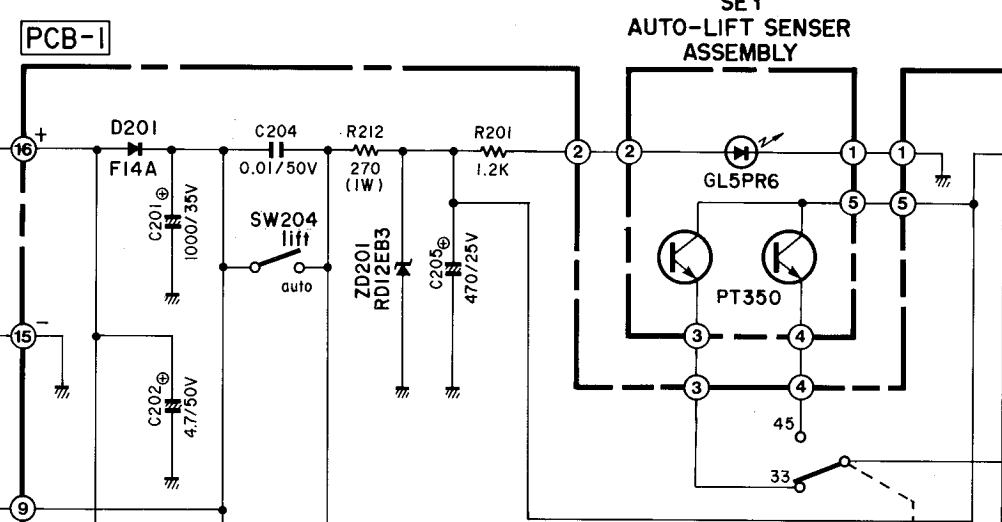 SET
AUTO-LIFT SENSER
ASSEMBLY
PCB-1
16
+
D201
F14A
C204
0.01/50V
R212
270
(1W)
R201
1.2K
2
2
GL5PR6
1
1
C201
1000/35V
SW204
lift
auto
ZD201
RD12EB3
C205
470/25V
5
5
PT350
15
−
3
4
3
4
C202
4.7/50V
45
33
9